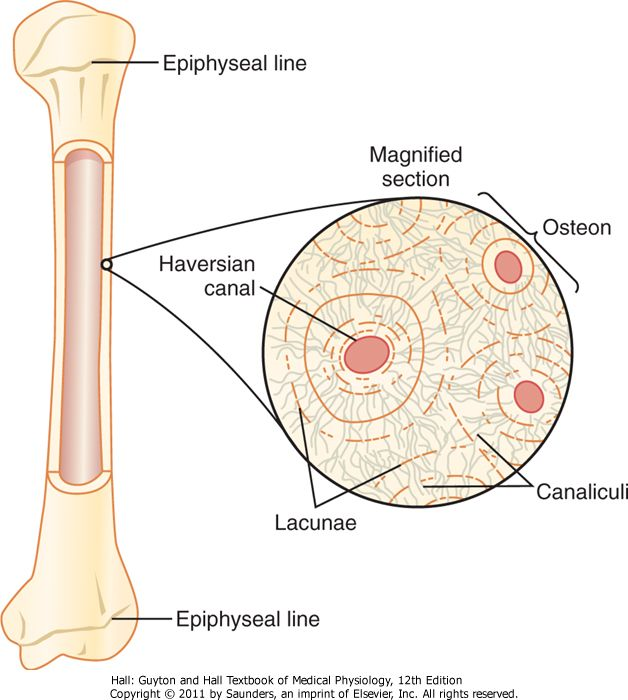 Epiphyseal line
Magnified
section
Osteon
Haversian
canal
Canaliculi
Lacunae
Epiphyseal line
Hall: Guyton and Hall Textbook of Medical Physiology, 12th Edition
Copyright © 2011 by Saunders, an imprint of Elsevier, Inc. All rights reserved.